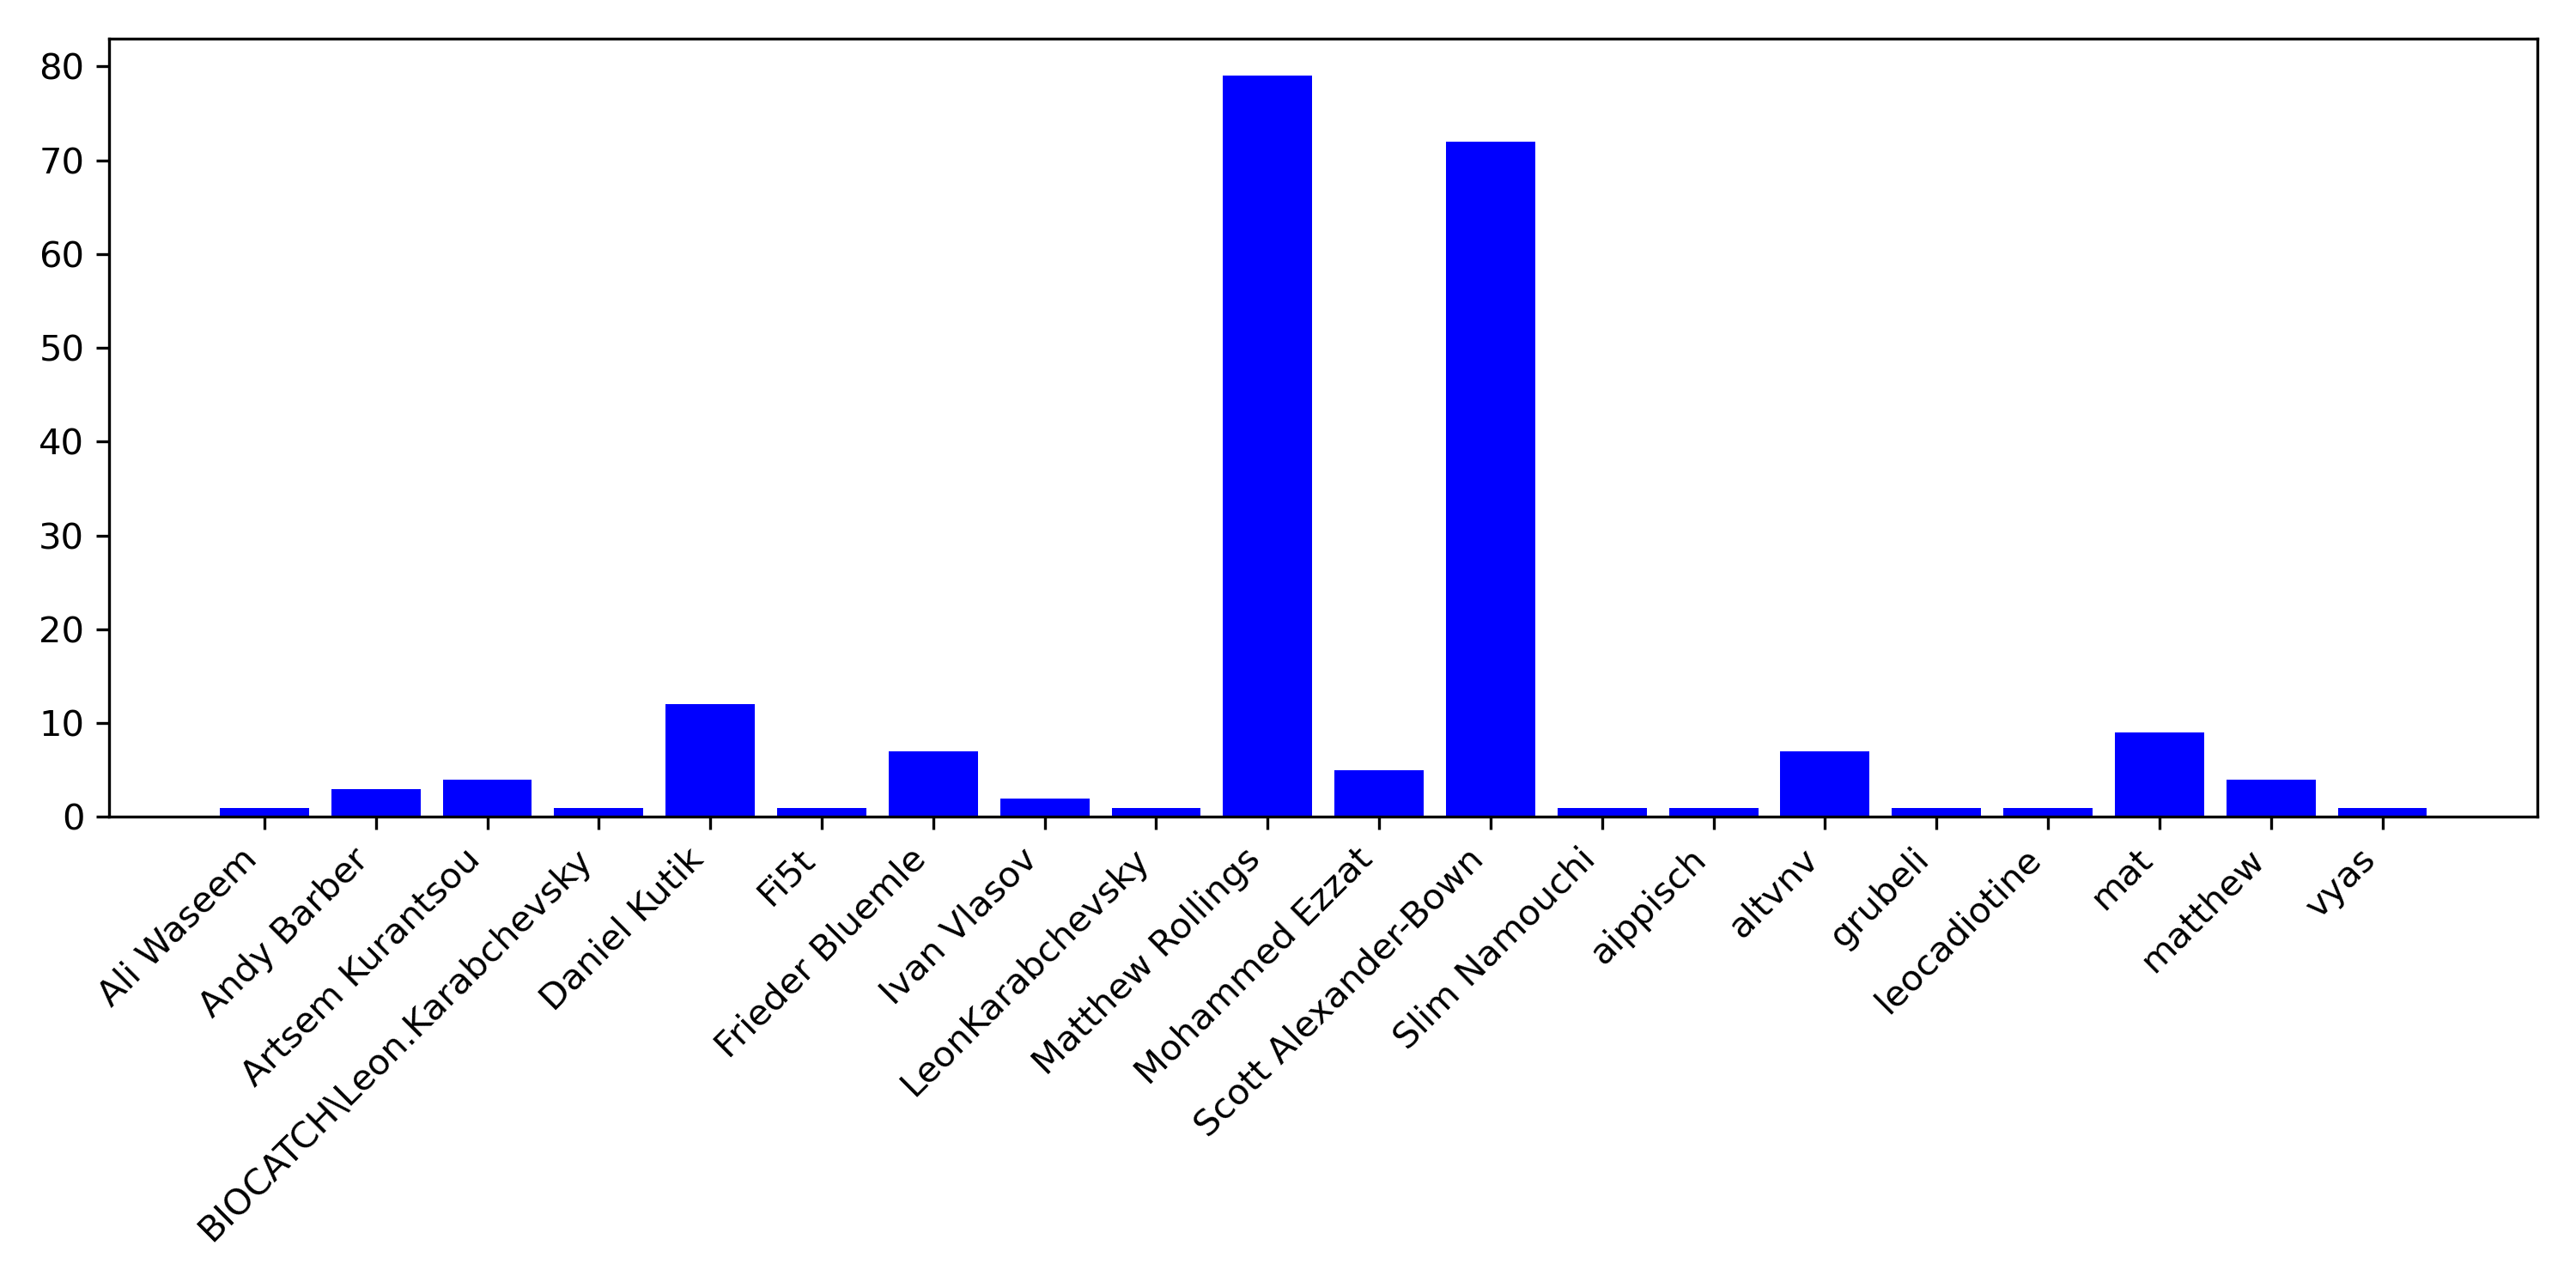 80
70
60
50
40
30
20
10
0
Ali Waseem
Andy Barber
Artsem Kurantsou
BIOCATCH\Leon.Karabchevsky
Daniel Kutik
Fi5t
Frieder Bluemle
Ivan Vlasov
LeonKarabchevsky
Matthew Rollings
Mohammed Ezzat
Scott Alexander-Bown
Slim Namouchi
aippisch
altvnv
grubeli
leocadiotine
mat
matthew
vyas